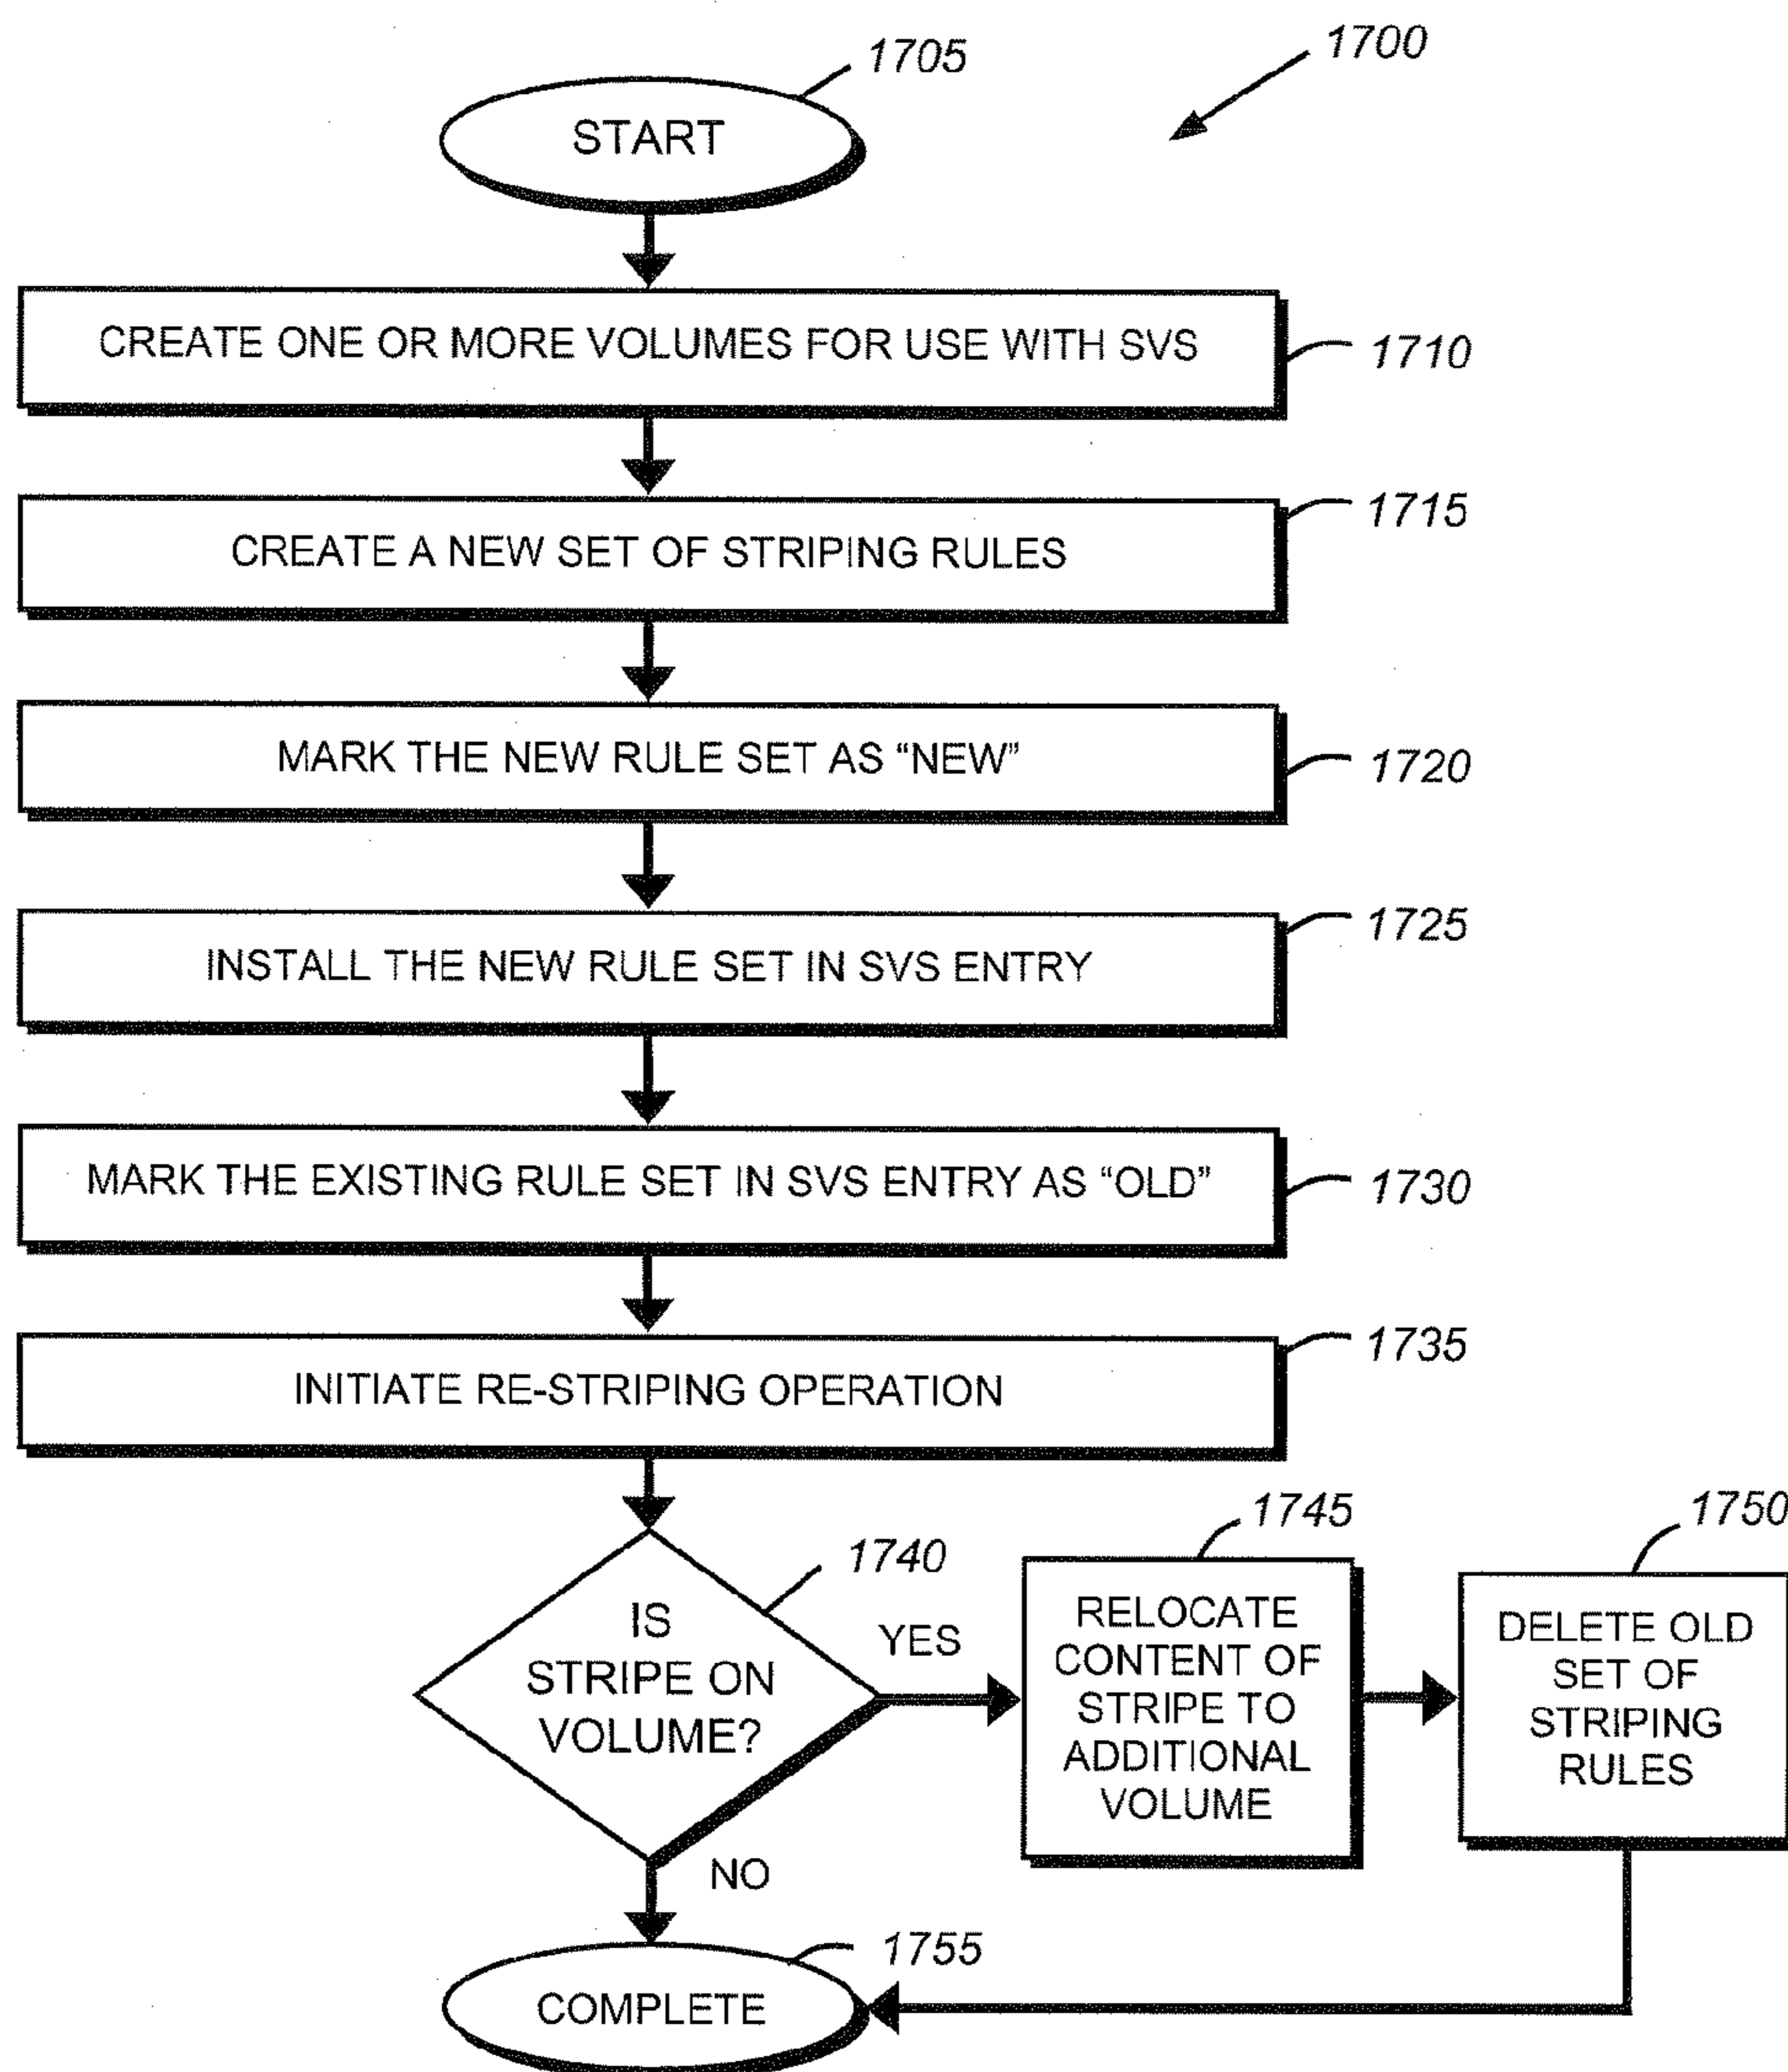 1700
1705
START
CREATE ONE OR MORE VOLUMES FOR USE WITH SVS
1710
1715
CREATE A NEW SET OF STRIPING RULES
MARK THE NEW RULE SET AS “NEW”
1720
1725
INSTALL THE NEW RULE SET IN SVS ENTRY
MARK THE EXISTING RULE SET IN SVS ENTRY AS “OLD”
1730
1735
INITIATE RE-STRIPING OPERATION
1740
IS
STRIPE ON
VOLUME?
YES
NO
1745
RELOCATE
CONTENT OF
STRIPE TO
ADDITIONAL
VOLUME
1750
DELETE OLD
SET OF
STRIPING
RULES
1755
COMPLETE